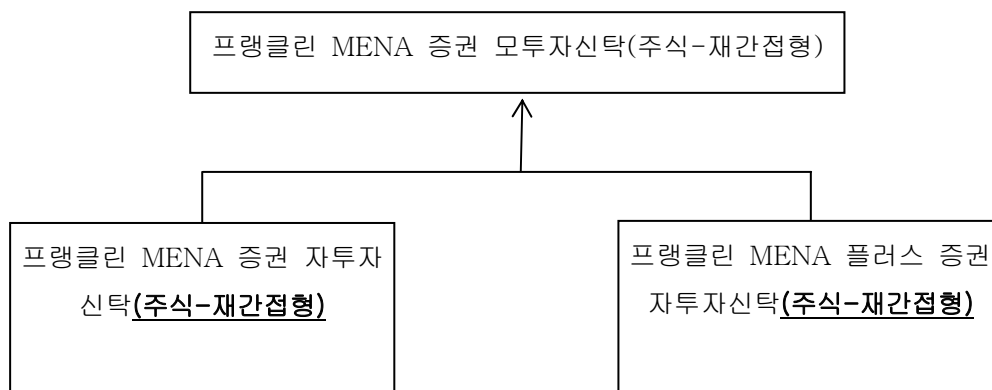 프랭클린 MENA 증권 모투자신탁(주식-재간접형)
프랭클린 MENA 증권 자투자
신탁(주식-재간접형)
프랭클린 MENA 플러스 증권
자투자신탁(주식-재간접형)